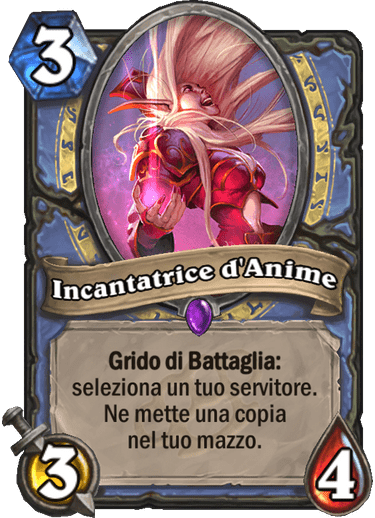 3
Incantatrice d'Anime
Grido di Battaglia:
seleziona un tuo servitore.
Ne mette una copia
nel tuo mazzo.
3
4